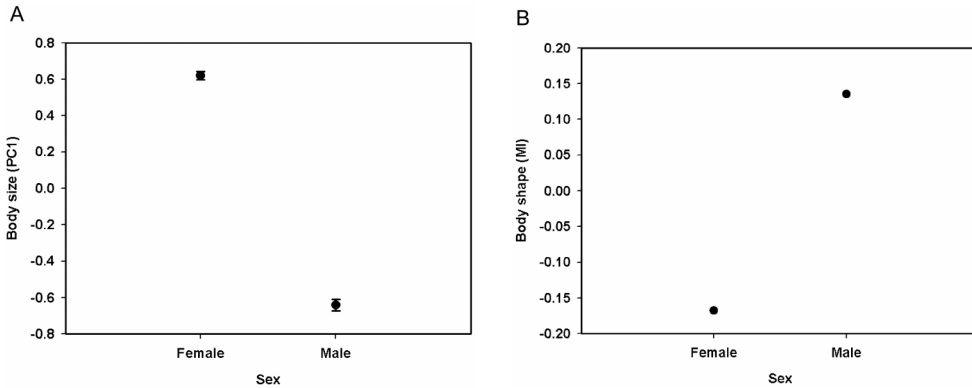 A
Body size (PC1)
0.8
0.6
0.4
0.2
0.0
-0.2
-0.4
-0.6
-0.8
Female Male
Sex
B
Body shape (MI)
0.20
0.15
0.10
0.05
0.00
-0.05
-0.10
-0.15
-0.20
Female Male
Sex